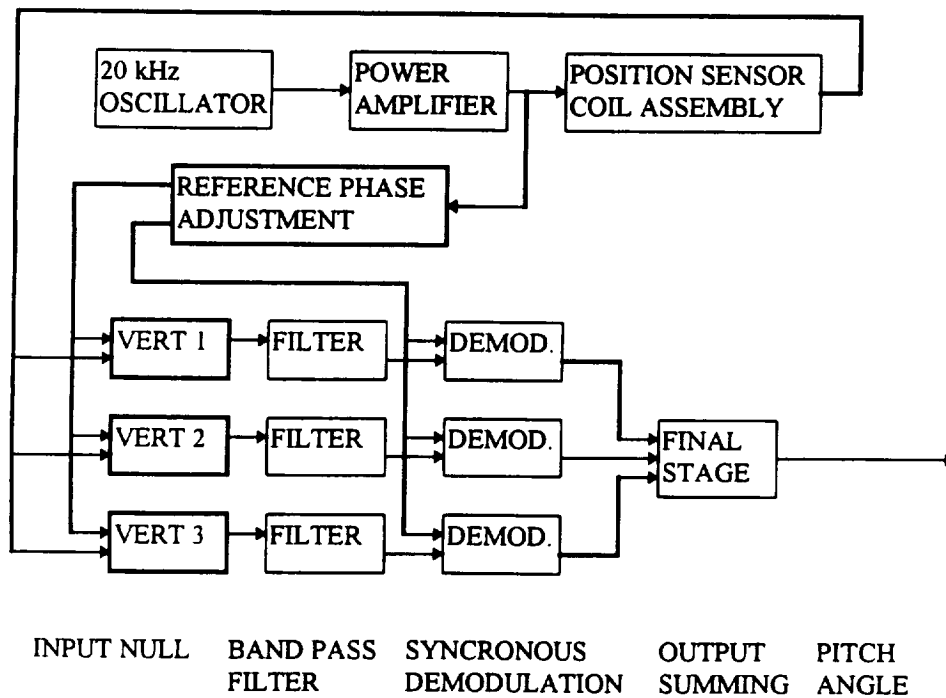 20 kHz
OSCILLATOR
POWER
AMPLIFIER
POSITION SENSOR
COIL ASSEMBLY
REFERENCE PHASE
ADJUSTMENT
VERT 1
FILTER
DEMOD.
VERT 2
FILTER
DEMOD.
FINAL
STAGE
VERT 3
FILTER
DEMOD.
INPUT NULL
BAND PASS
FILTER
SYNCRONOUS
DEMODULATION
OUTPUT
SUMMING
PITCH
ANGLE